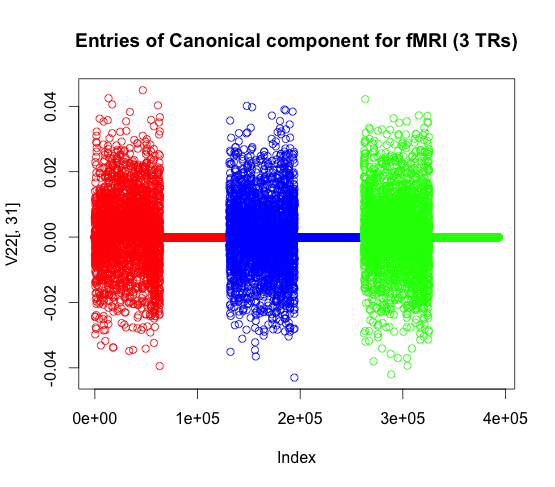 Entries of Canonical component for fMRI (3 TRs)
V22[, 31]
0.04
0.02
0.00
-0.02
-0.04
0e+00 1e+05 2e+05 3e+05 4e+05
Index